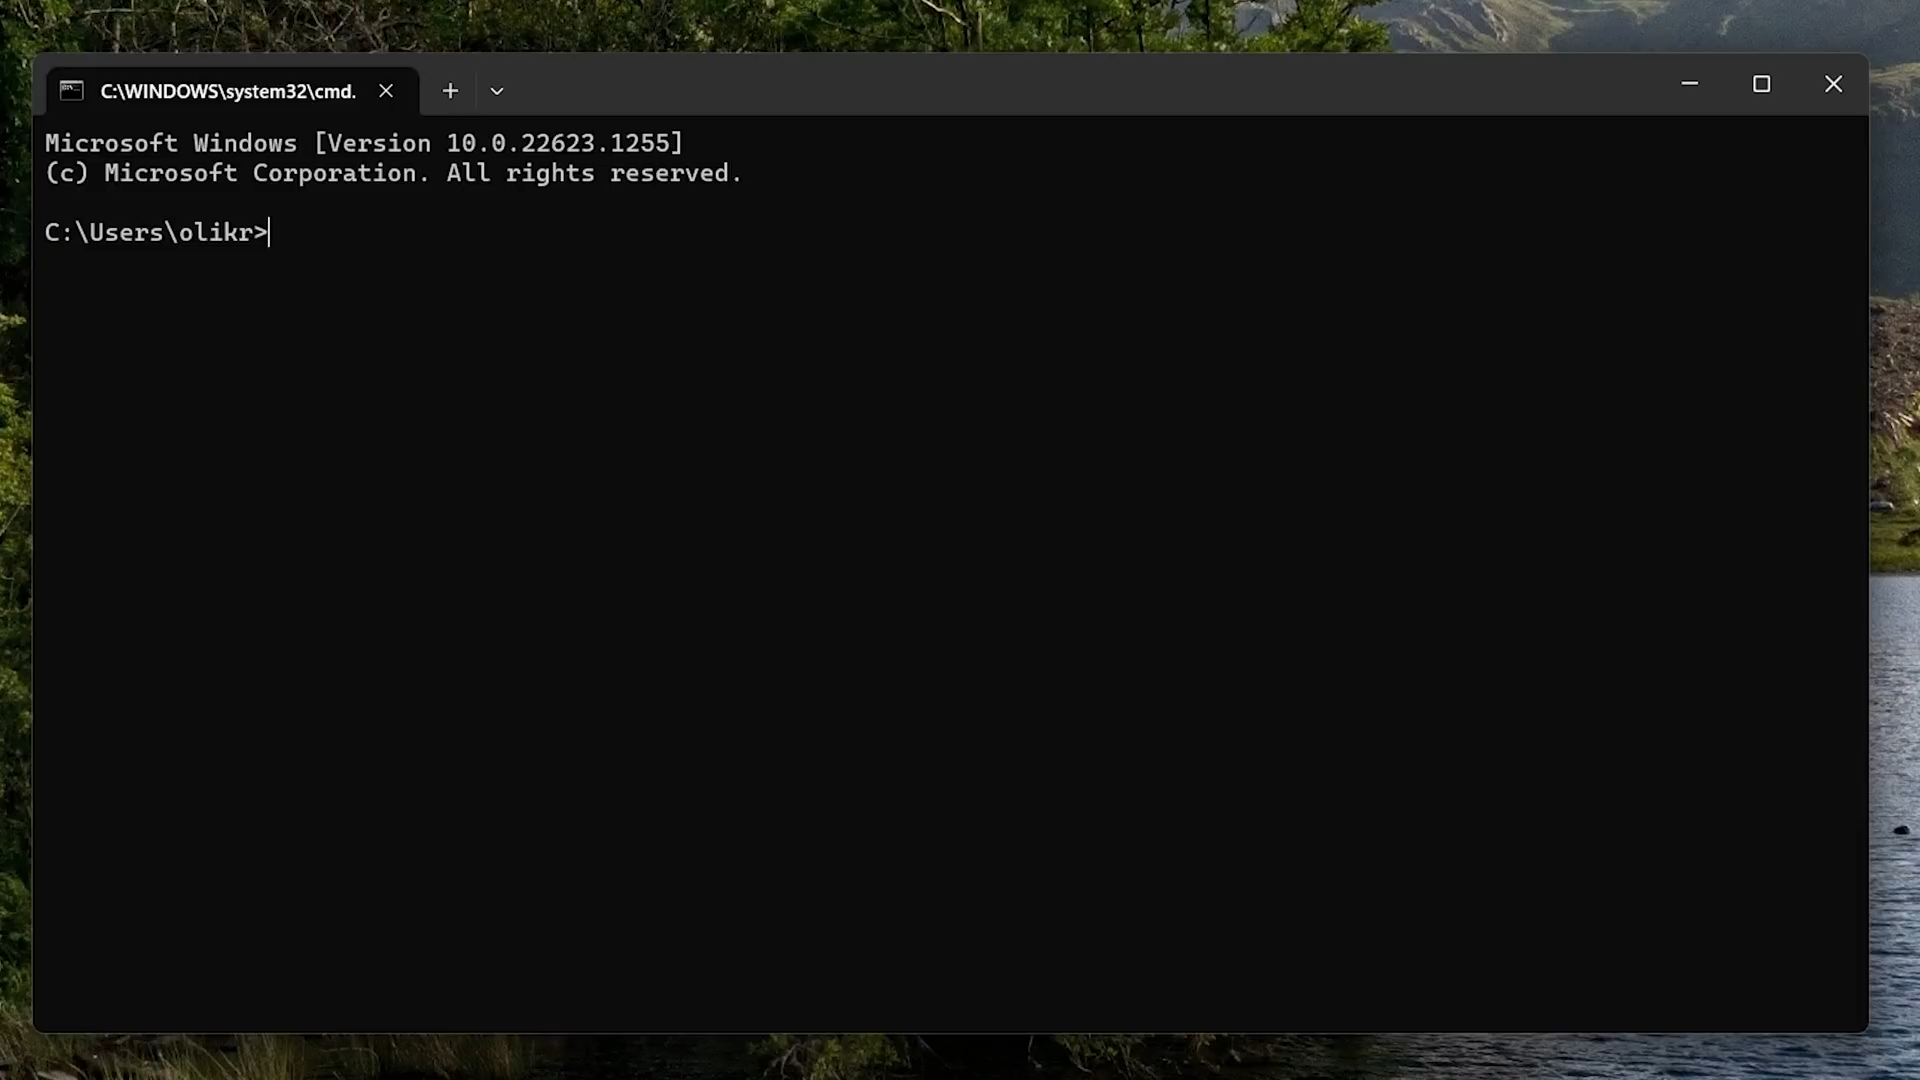 C:\WINDOWS\system32\cmd.
Microsoft Windows [Version 10.0.22623.1255]
(c) Microsoft Corporation. All rights reserved.
C:\Users\olikr>